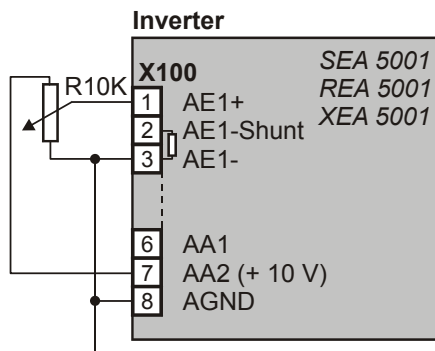 Inverter
SEA 5001
X100
REA 5001
R10K
1
AE1+
XEA 5001
2
AE1-Shunt
3
AE1-
6
AA1
7
AA2 (+ 10 V)
8
AGND